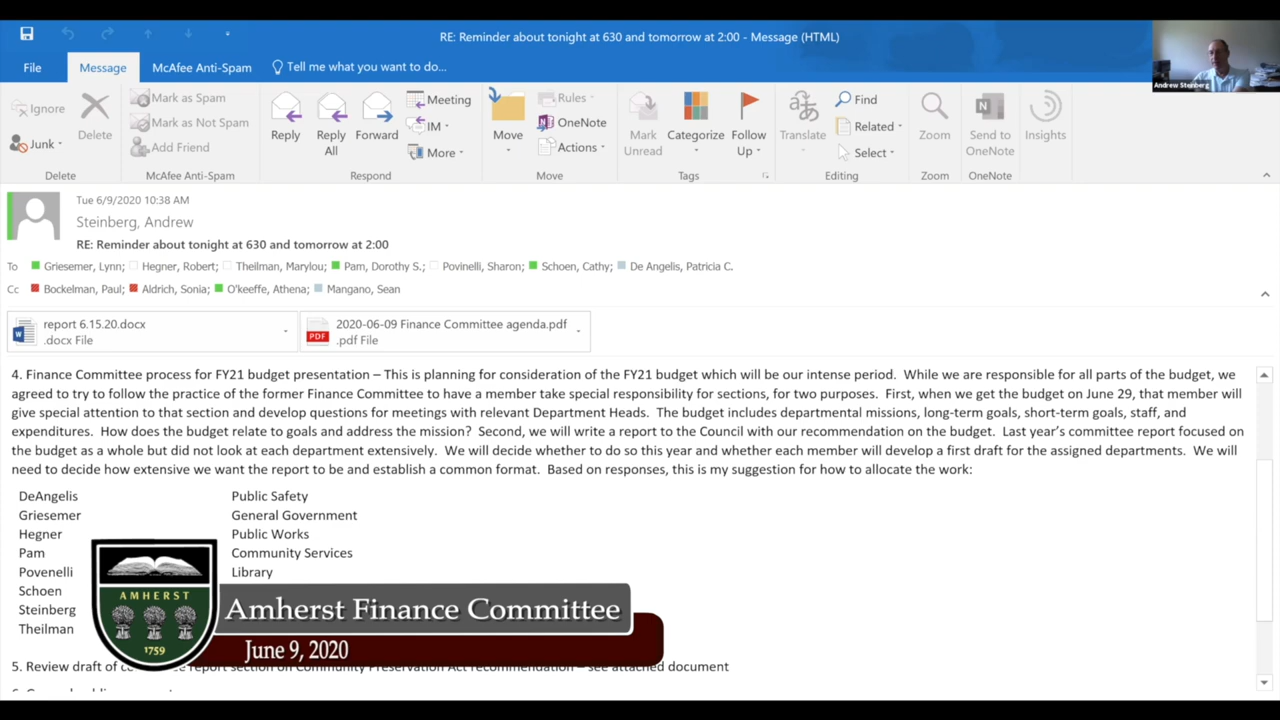 RE: Reminder about tonight at 630 and tomorrow at 2:00 - Message (HTML)
Andrew Steinberg
File
Message
McAfee Anti-Spam
Tell me what you want to do...
Ignore
Junk
Delete
Delete
Mark as Spam
Mark as Not Spam
Add Friend
McAfee Anti-Spam
Reply
Reply All
Forward
Meeting
IM
More
Respond
Move
Rules
OneNote
Actions
Move
Mark Unread
Categorize
Follow Up
Tags
Translate
Find
Related
Select
Editing
Zoom
Zoom
Send to OneNote
OneNote
Insights
Tue 6/9/2020 10:38 AM
Steinberg, Andrew
RE: Reminder about tonight at 630 and tomorrow at 2:00
To Griesemer, Lynn; Hegner, Robert; Theilman, Marylou; Pam, Dorothy S.; Povinelli, Sharon; Schoen, Cathy; De Angelis, Patricia C.
Cc Bockelman, Paul; Aldrich, Sonia; O'keeffe, Athena; Mangano, Sean
report 6.15.20.docx
.docx File
2020-06-09 Finance Committee agenda.pdf
.pdf File
PDF
4. Finance Committee process for FY21 budget presentation – This is planning for consideration of the FY21 budget which will be our intense period. While we are responsible for all parts of the budget, we
agreed to try to follow the practice of the former Finance Committee to have a member take special responsibility for sections, for two purposes. First, when we get the budget on June 29, that member will
give special attention to that section and develop questions for meetings with relevant Department Heads. The budget includes departmental missions, long-term goals, short-term goals, staff, and
expenditures. How does the budget relate to goals and address the mission? Second, we will write a report to the Council with our recommendation on the budget. Last year's committee report focused on
the budget as a whole but did not look at each department extensively. We will decide whether to do so this year and whether each member will develop a first draft for the assigned departments. We will
need to decide how extensive we want the report to be and establish a common format. Based on responses, this is my suggestion for how to allocate the work:
DeAngelis Public Safety
Griesemer General Government
Hegner Public Works
Pam Community Services
Povenelli Library
Schoen
Steinberg
Theilman
AMHERST
1759
Amherst Finance Committee
June 9, 2020
5. Review draft of report section on Community Preservation Act recommendation – see attached document